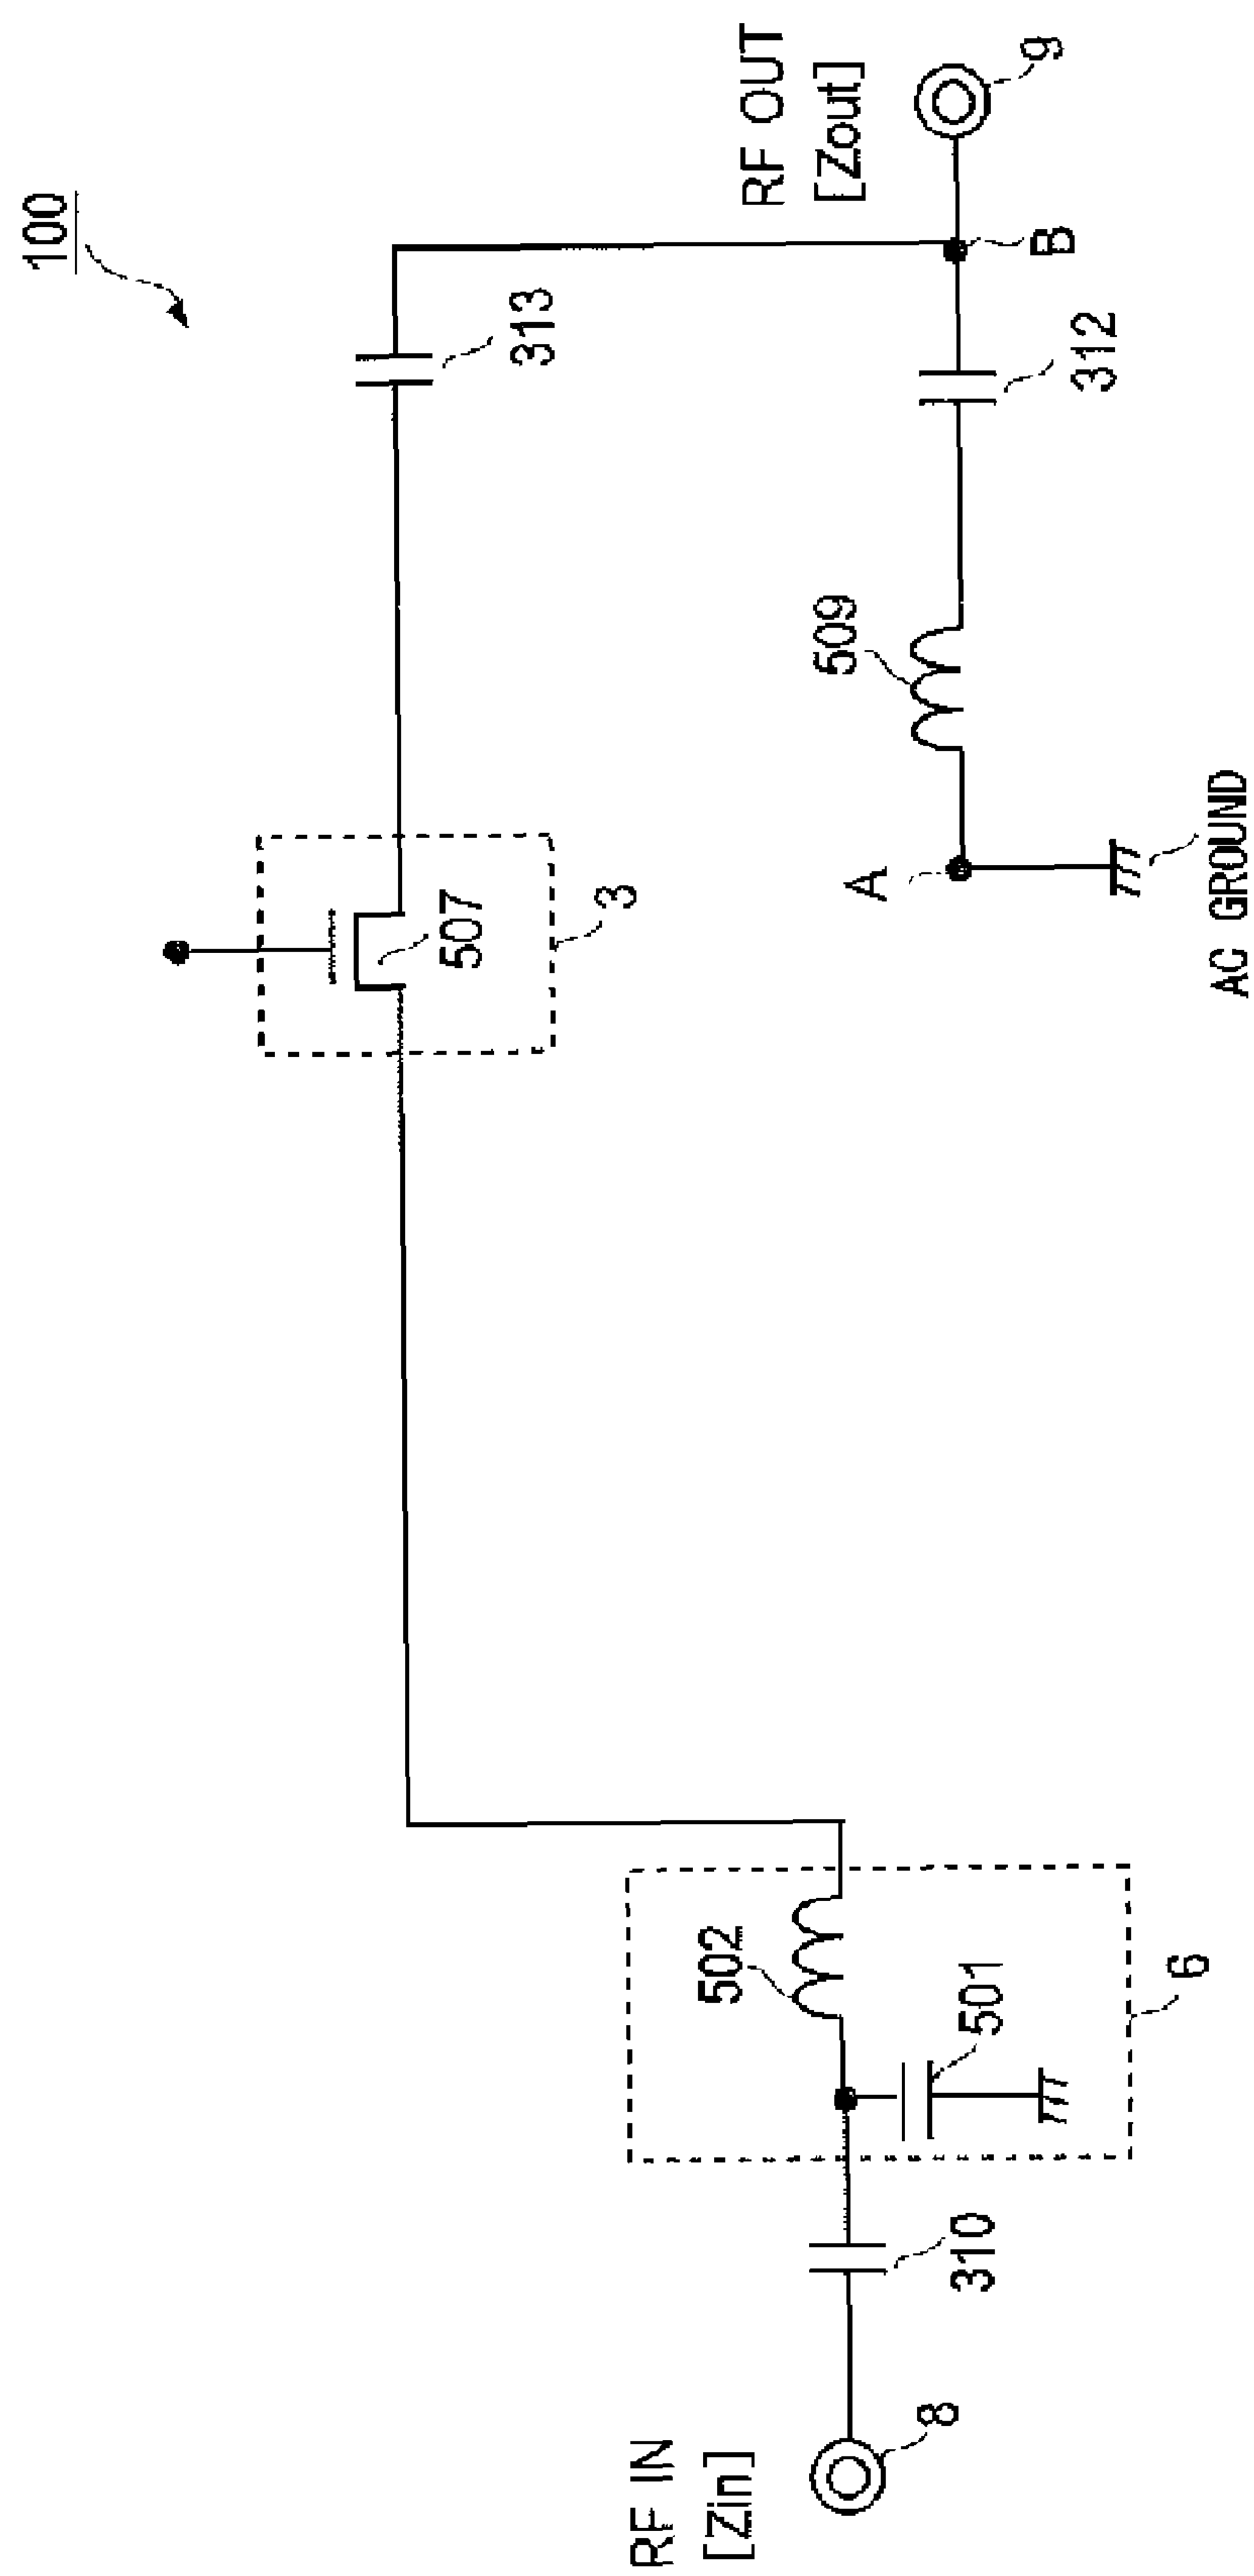 100
RF OUT
[Zout]
9
B
313
312
509
A
AC GROUND
507
3
502
501
6
310
RF IN
[Zin]
8